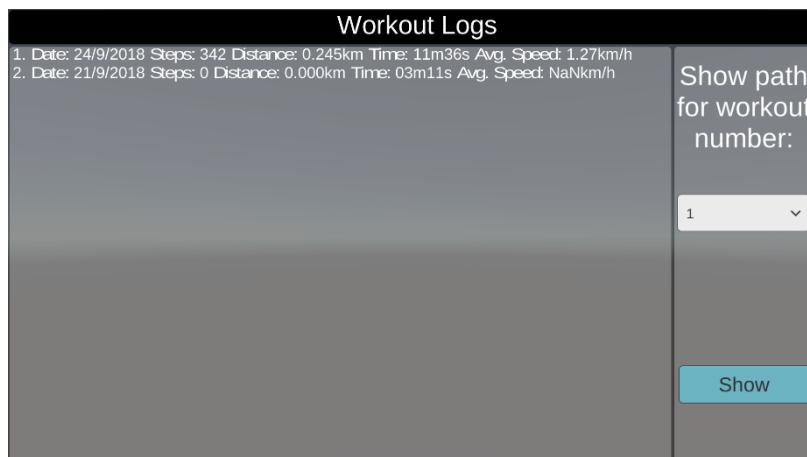 Workout Logs
1. Date: 24/9/2018 Steps: 342 Distance: 0.245km Time: 11m36s Avg. Speed: 1.27km/h
2. Date: 21/9/2018 Steps: 0 Distance: 0.000km Time: 03m11s Avg. Speed: NaNkm/h
Show path
for workout
number:
1
Show